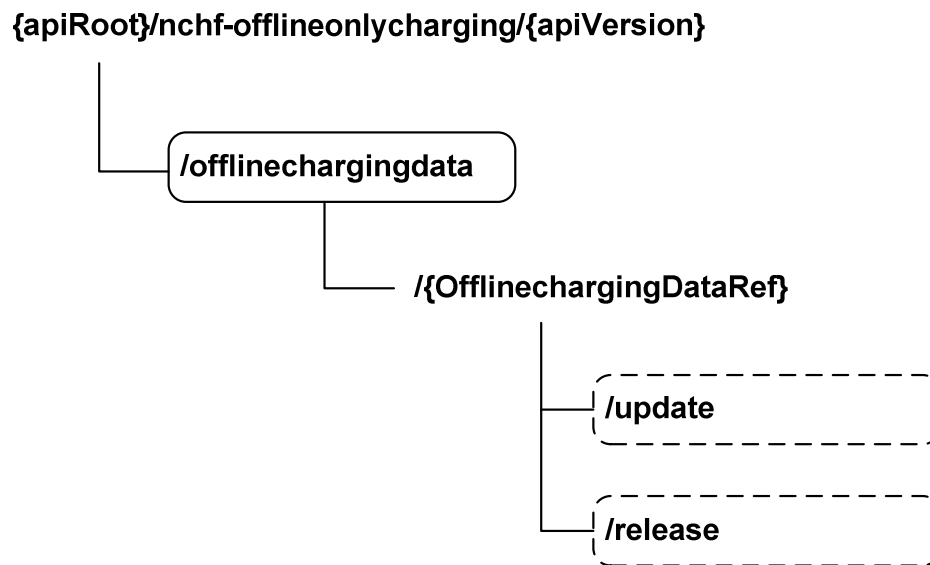 {apiRoot}/nchf-offlineonlycharging/{apiVersion}
/offlinechargingdata
/{OfflinechargingDataRef}
/update
/release